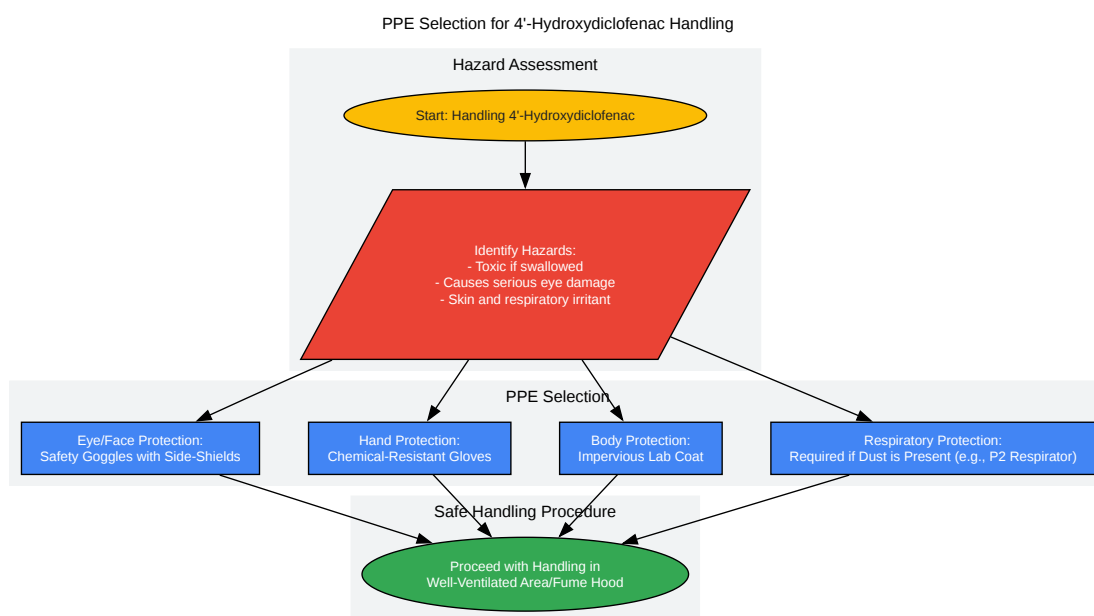 PPE Selection for 4'-Hydroxydiclofenac Handling
Hazard Assessment
Start: Handling 4'-Hydroxydiclofenac
Identify Hazards:
- Toxic if swallowed
- Causes serious eye damage
- Skin and respiratory irritant
PPE Selection
Eye/Face Protection:
Safety Goggles with Side-Shields
Hand Protection:
Chemical-Resistant Gloves
Body Protection:
Impervious Lab Coat
Respiratory Protection:
Required if Dust is Present (e.g., P2 Respirator)
Safe Handling Procedure
Proceed with Handling in
Well-Ventilated Area/Fume Hood